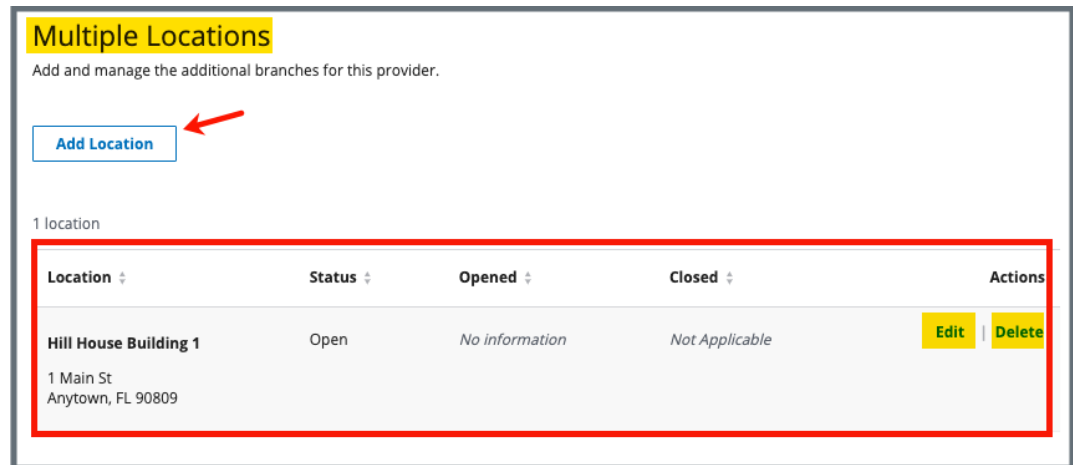 Multiple Locations
Add and manage the additional branches for this provider.
Add Location
1 location
Location Status Opened Closed Actions
Hill House Building 1 Open No information Not Applicable Edit | Delete
1 Main St
Anytown, FL 90809